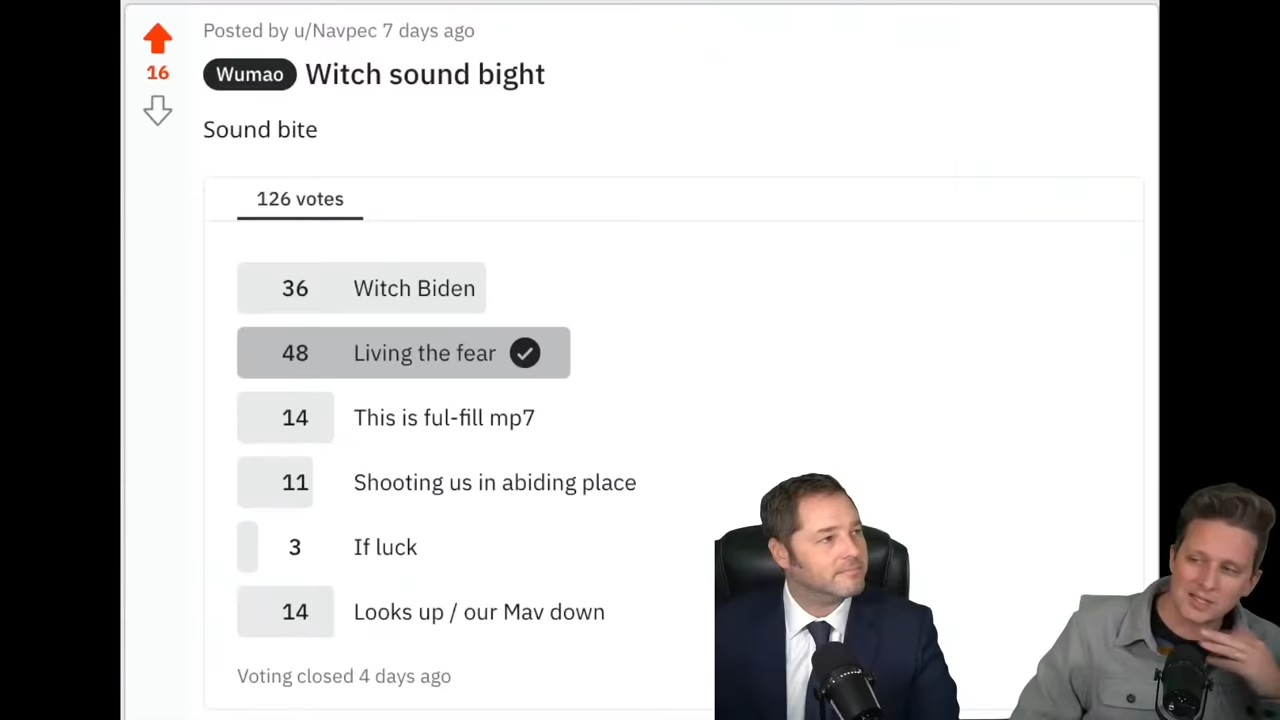 Posted by u/Navpec 7 days ago
16
Wumao Witch sound bight
Sound bite
126 votes
36 Witch Biden
48 Living the fear
14 This is ful-fill mp7
11 Shooting us in abiding place
3 If luck
14 Looks up / our Mav down
Voting closed 4 days ago